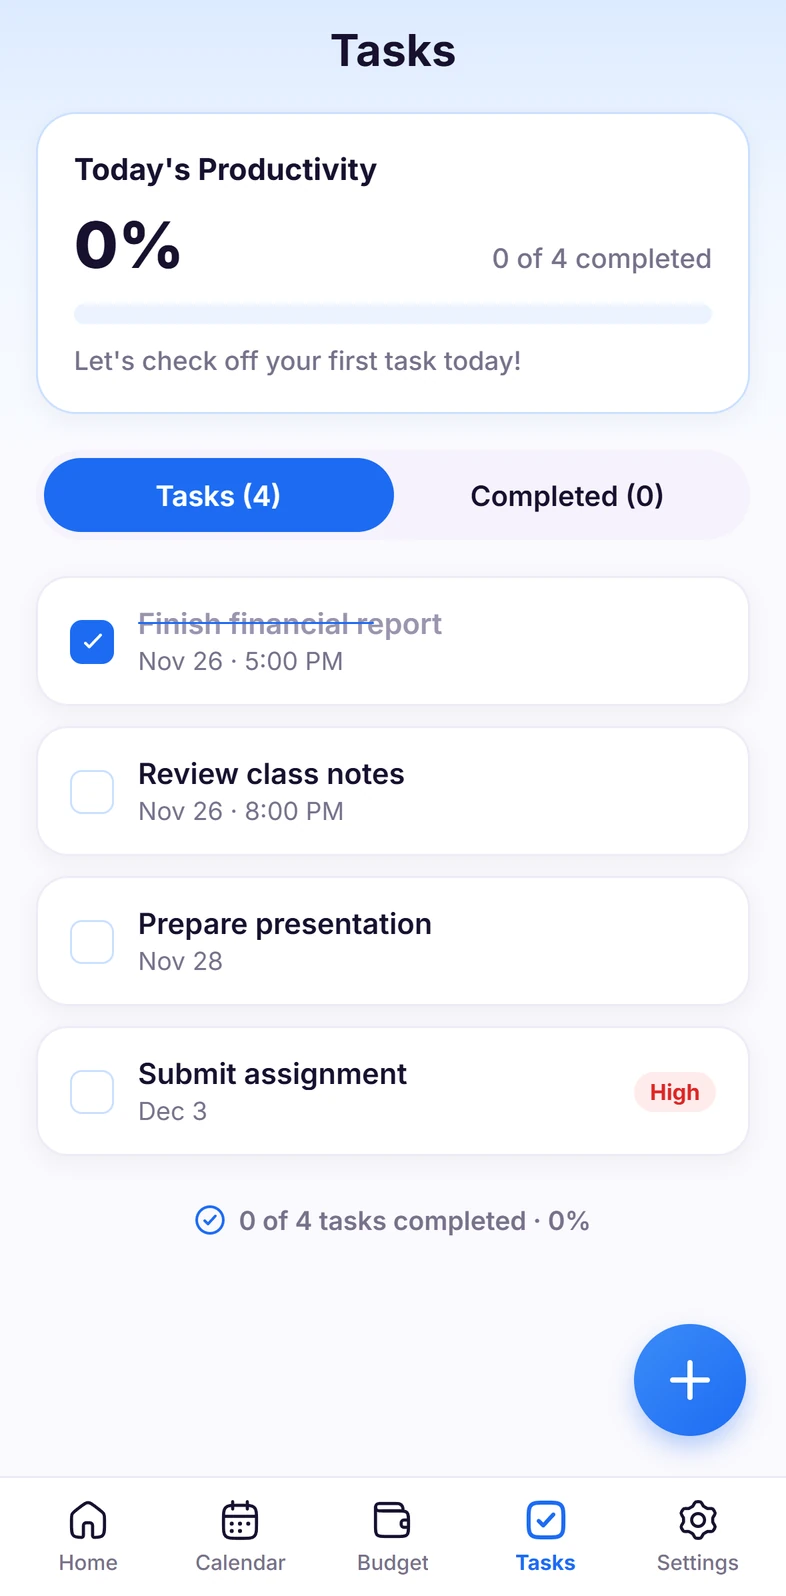 Tasks
Today's Productivity
0%
0 of 4 completed
Let's check off your first task today!
Tasks (4)
Completed (0)
Finish financial report
Nov 26 · 5:00 PM
Review class notes
Nov 26 · 8:00 PM
Prepare presentation
Nov 28
Submit assignment
Dec 3
High
0 of 4 tasks completed · 0%
Home
Calendar
Budget
Tasks
Settings